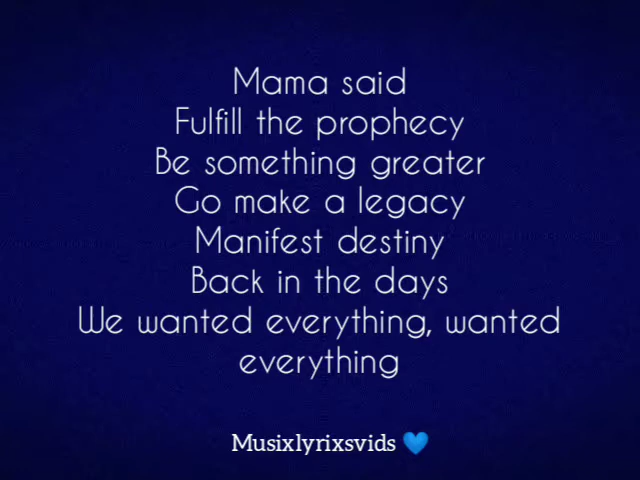 Mama said
Fulfill the prophecy
Be something greater
Go make a legacy
Manifest destiny
Back in the days
We wanted everything, wanted
everything
Musixlyrixsvids 💙